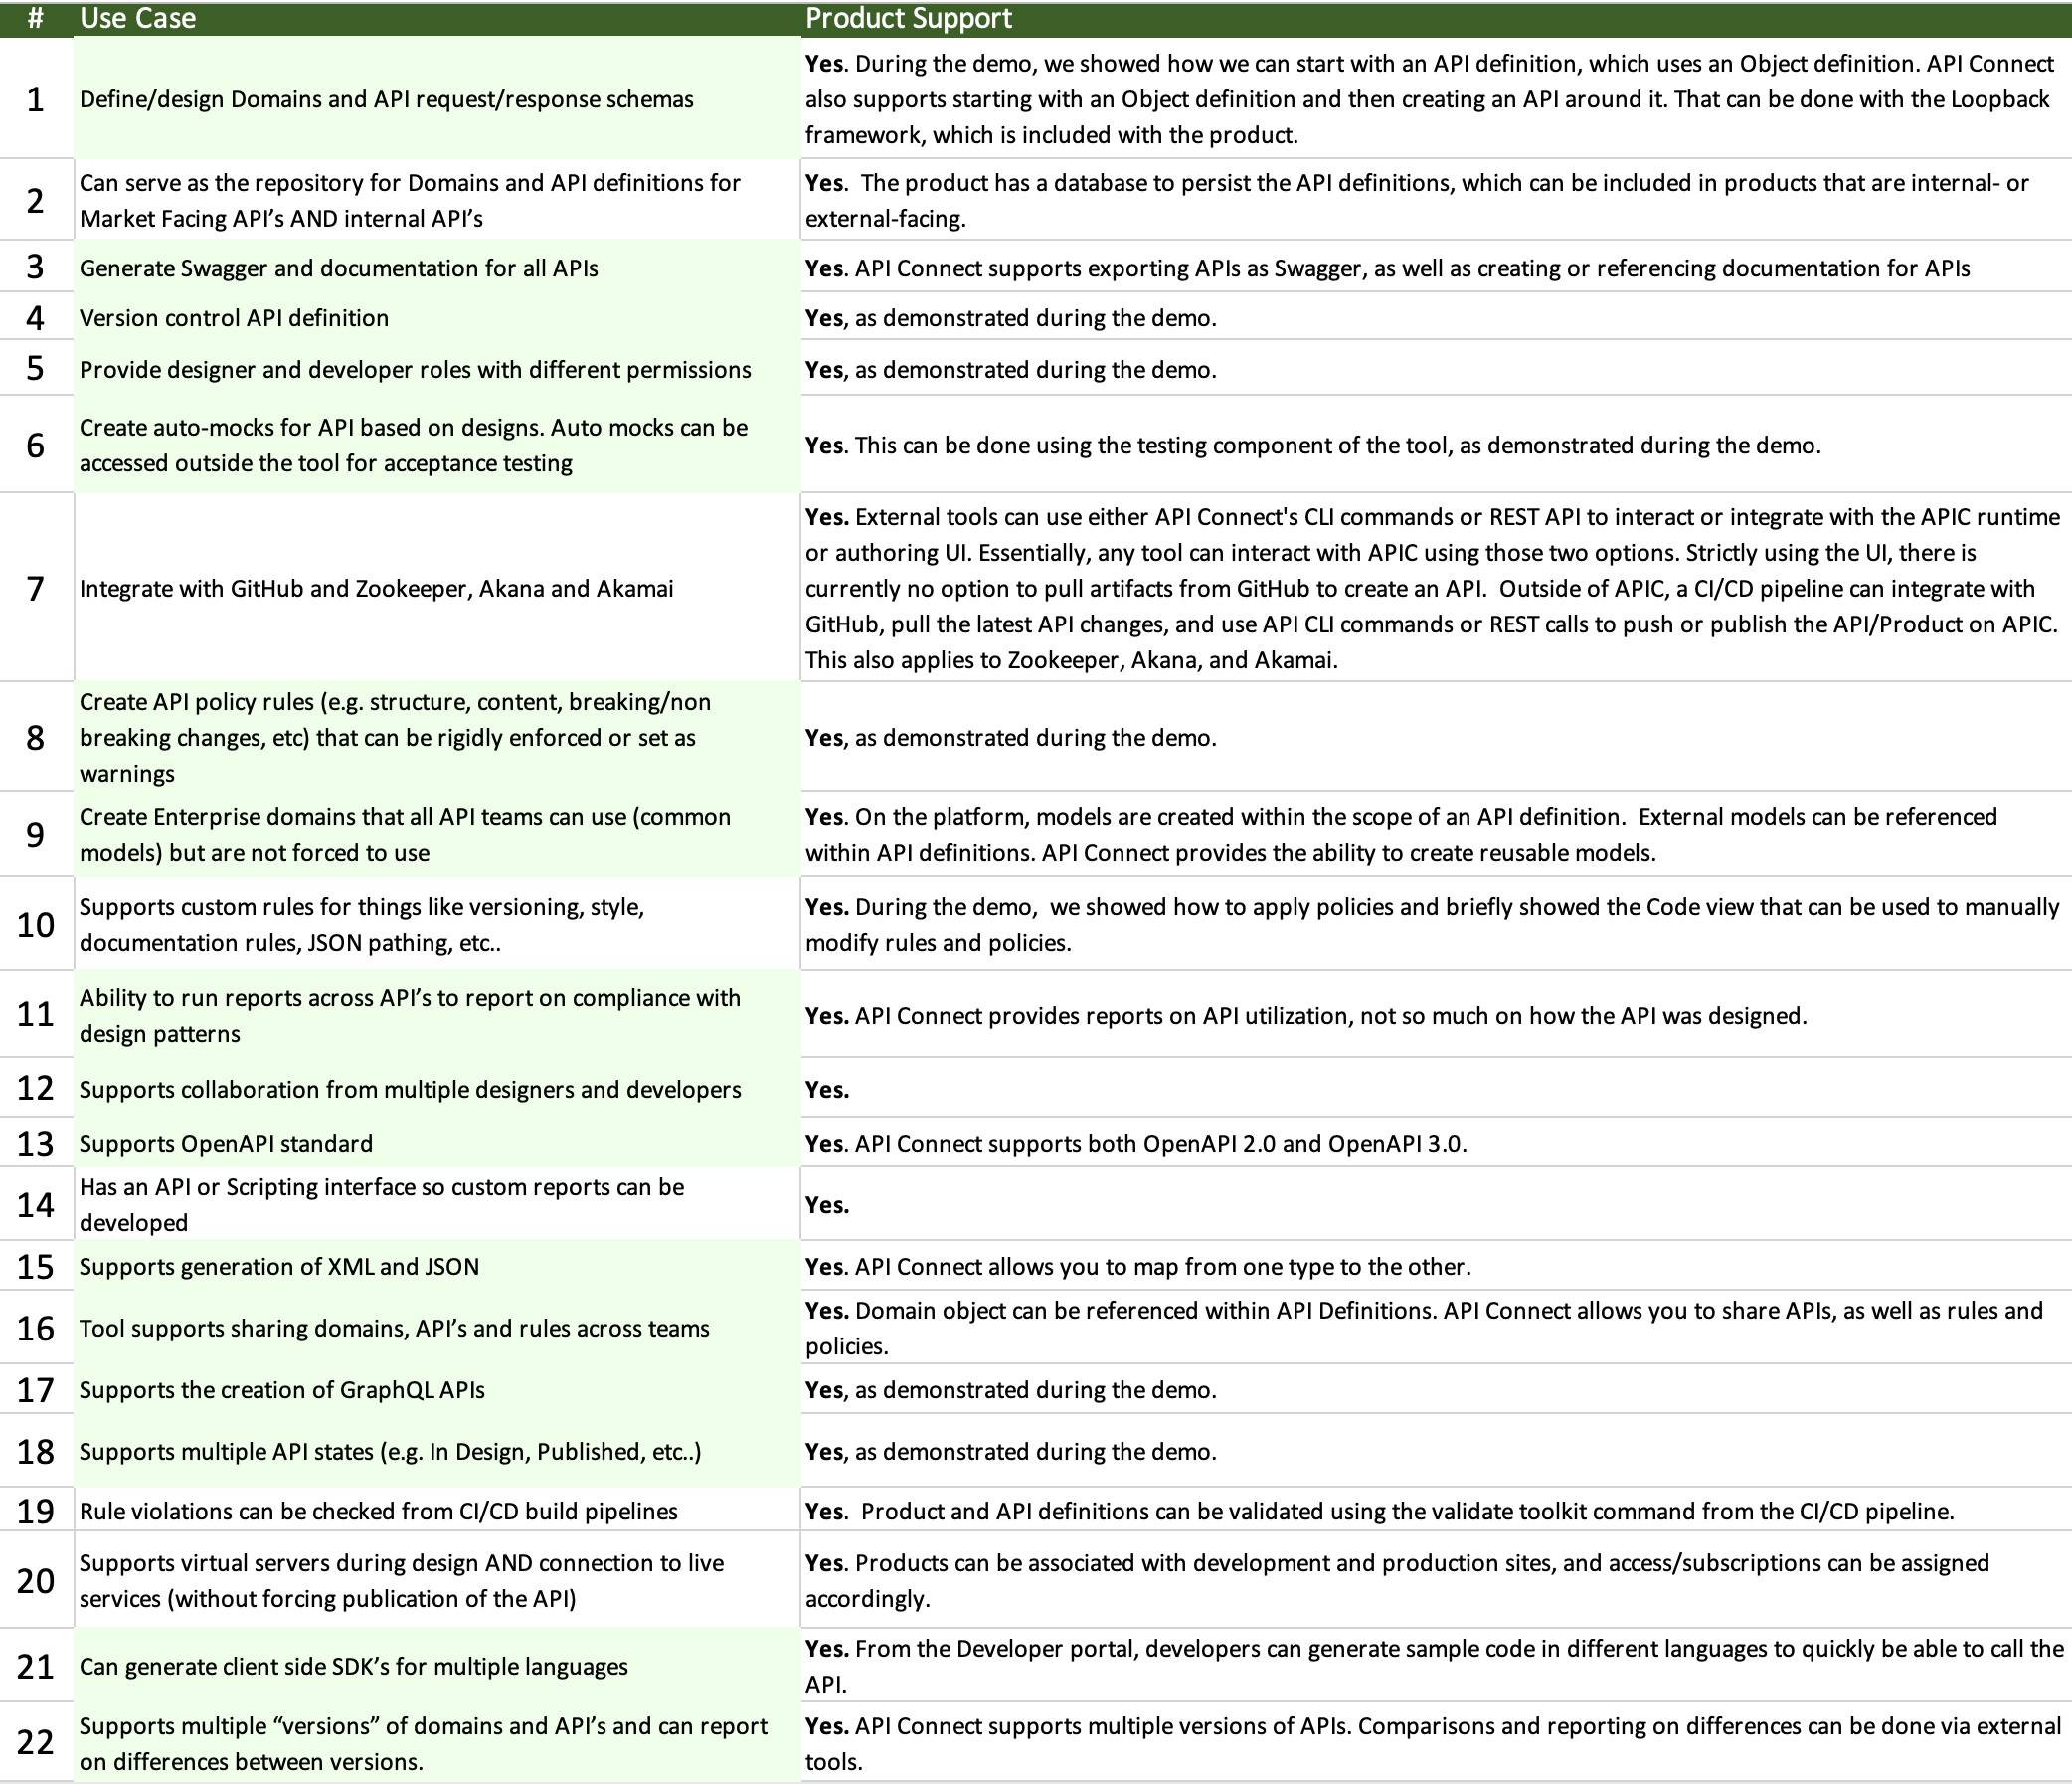 # Use Case Product Support
1 Define/design Domains and API request/response schemas
Yes. During the demo, we showed how we can start with an API definition, which uses an Object definition. API Connect
also supports starting with an Object definition and then creating an API around it. That can be done with the Loopback
framework, which is included with the product.
2 Can serve as the repository for Domains and API definitions for
Market Facing API’s AND internal API’s
Yes.  The product has a database to persist the API definitions, which can be included in products that are internal- or
external-facing.
3 Generate Swagger and documentation for all APIs
Yes. API Connect supports exporting APIs as Swagger, as well as creating or referencing documentation for APIs
4 Version control API definition
Yes, as demonstrated during the demo.
5 Provide designer and developer roles with different permissions
Yes, as demonstrated during the demo.
6 Create auto-mocks for API based on designs. Auto mocks can be
accessed outside the tool for acceptance testing
Yes. This can be done using the testing component of the tool, as demonstrated during the demo.
7 Integrate with GitHub and Zookeeper, Akana and Akamai
Yes. External tools can use either API Connect's CLI commands or REST API to interact or integrate with the APIC runtime
or authoring UI. Essentially, any tool can interact with APIC using those two options. Strictly using the UI, there is
currently no option to pull artifacts from GitHub to create an API.  Outside of APIC, a CI/CD pipeline can integrate with
GitHub, pull the latest API changes, and use API CLI commands or REST calls to push or publish the API/Product on APIC.
This also applies to Zookeeper, Akana, and Akamai.
8 Create API policy rules (e.g. structure, content, breaking/non
breaking changes, etc) that can be rigidly enforced or set as
warnings
Yes, as demonstrated during the demo.
9 Create Enterprise domains that all API teams can use (common
models) but are not forced to use
Yes. On the platform, models are created within the scope of an API definition.  External models can be referenced
within API definitions. API Connect provides the ability to create reusable models.
10 Supports custom rules for things like versioning, style,
documentation rules, JSON pathing, etc..
Yes. During the demo,  we showed how to apply policies and briefly showed the Code view that can be used to manually
modify rules and policies.
11 Ability to run reports across API’s to report on compliance with
design patterns
Yes. API Connect provides reports on API utilization, not so much on how the API was designed.
12 Supports collaboration from multiple designers and developers
Yes.
13 Supports OpenAPI standard
Yes. API Connect supports both OpenAPI 2.0 and OpenAPI 3.0.
14 Has an API or Scripting interface so custom reports can be
developed
Yes.
15 Supports generation of XML and JSON
Yes. API Connect allows you to map from one type to the other.
16 Tool supports sharing domains, API’s and rules across teams
Yes. Domain object can be referenced within API Definitions. API Connect allows you to share APIs, as well as rules and
policies.
17 Supports the creation of GraphQL APIs
Yes, as demonstrated during the demo.
18 Supports multiple API states (e.g. In Design, Published, etc..)
Yes, as demonstrated during the demo.
19 Rule violations can be checked from CI/CD build pipelines
Yes.  Product and API definitions can be validated using the validate toolkit command from the CI/CD pipeline.
20 Supports virtual servers during design AND connection to live
services (without forcing publication of the API)
Yes. Products can be associated with development and production sites, and access/subscriptions can be assigned
accordingly.
21 Can generate client side SDK’s for multiple languages
Yes. From the Developer portal, developers can generate sample code in different languages to quickly be able to call the
API.
22 Supports multiple “versions” of domains and API’s and can report
on differences between versions.
Yes. API Connect supports multiple versions of APIs. Comparisons and reporting on differences can be done via external
tools.